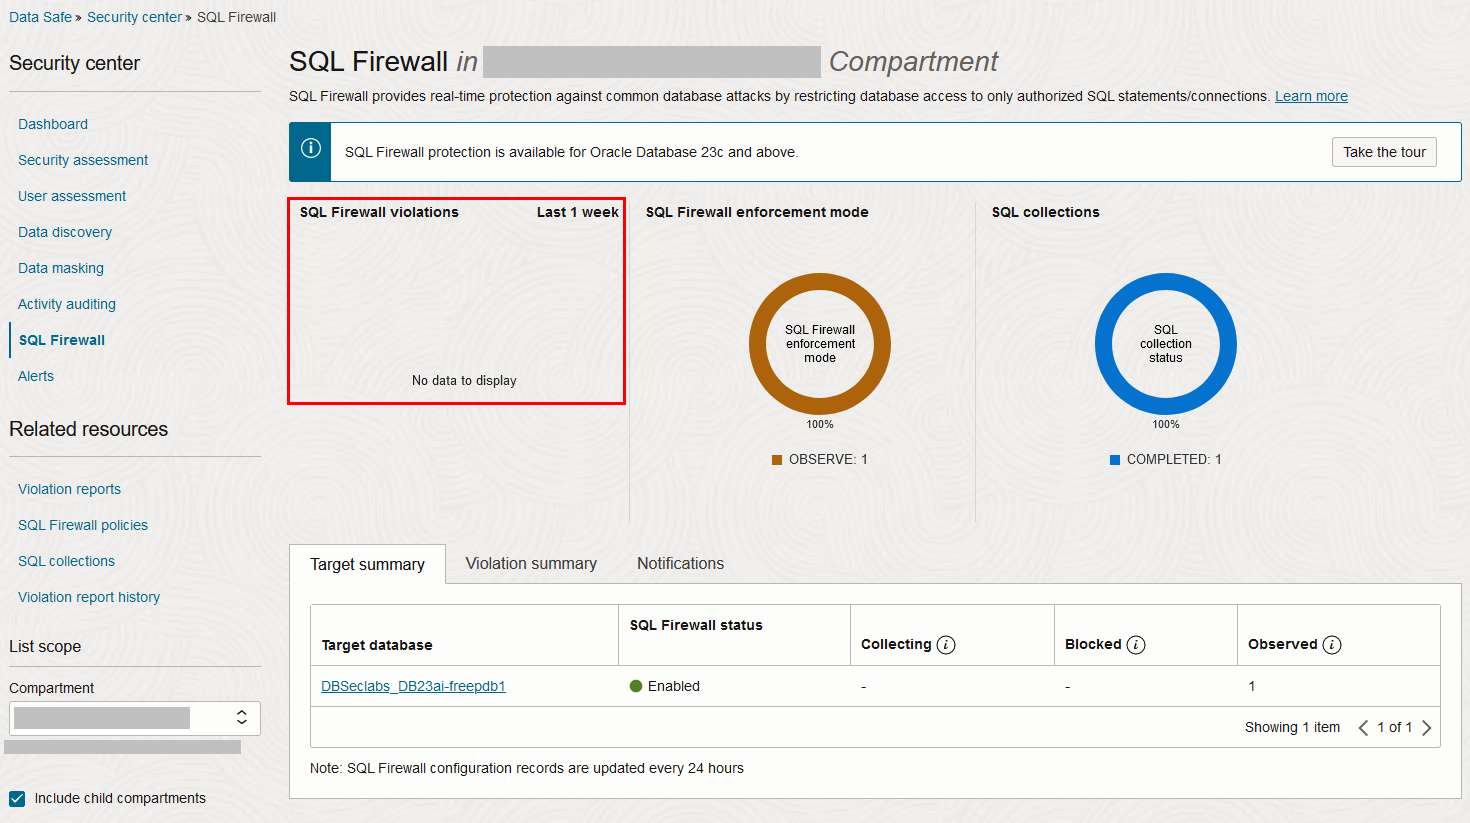 Data Safe » Security center » SQL Firewall
Security center
Dashboard
Security assessment
User assessment
Data discovery
Data masking
Activity auditing
SQL Firewall
Alerts
Related resources
Violation reports
SQL Firewall policies
SQL collections
Violation report history
List scope
Compartment
Include child compartments
SQL Firewall in Compartment
SQL Firewall provides real-time protection against common database attacks by restricting database access to only authorized SQL statements/connections. Learn more
SQL Firewall protection is available for Oracle Database 23c and above.
Take the tour
SQL Firewall violations Last 1 week
No data to display
SQL Firewall enforcement mode
SQL Firewall
enforcement
mode
100%
OBSERVE: 1
SQL collections
SQL
collection
status
100%
COMPLETED: 1
Target summary Violation summary Notifications
Target database SQL Firewall status Collecting Blocked Observed
DBSeclabs_DB23ai-freepdb1 Enabled - - 1
Showing 1 item 1 of 1
Note: SQL Firewall configuration records are updated every 24 hours